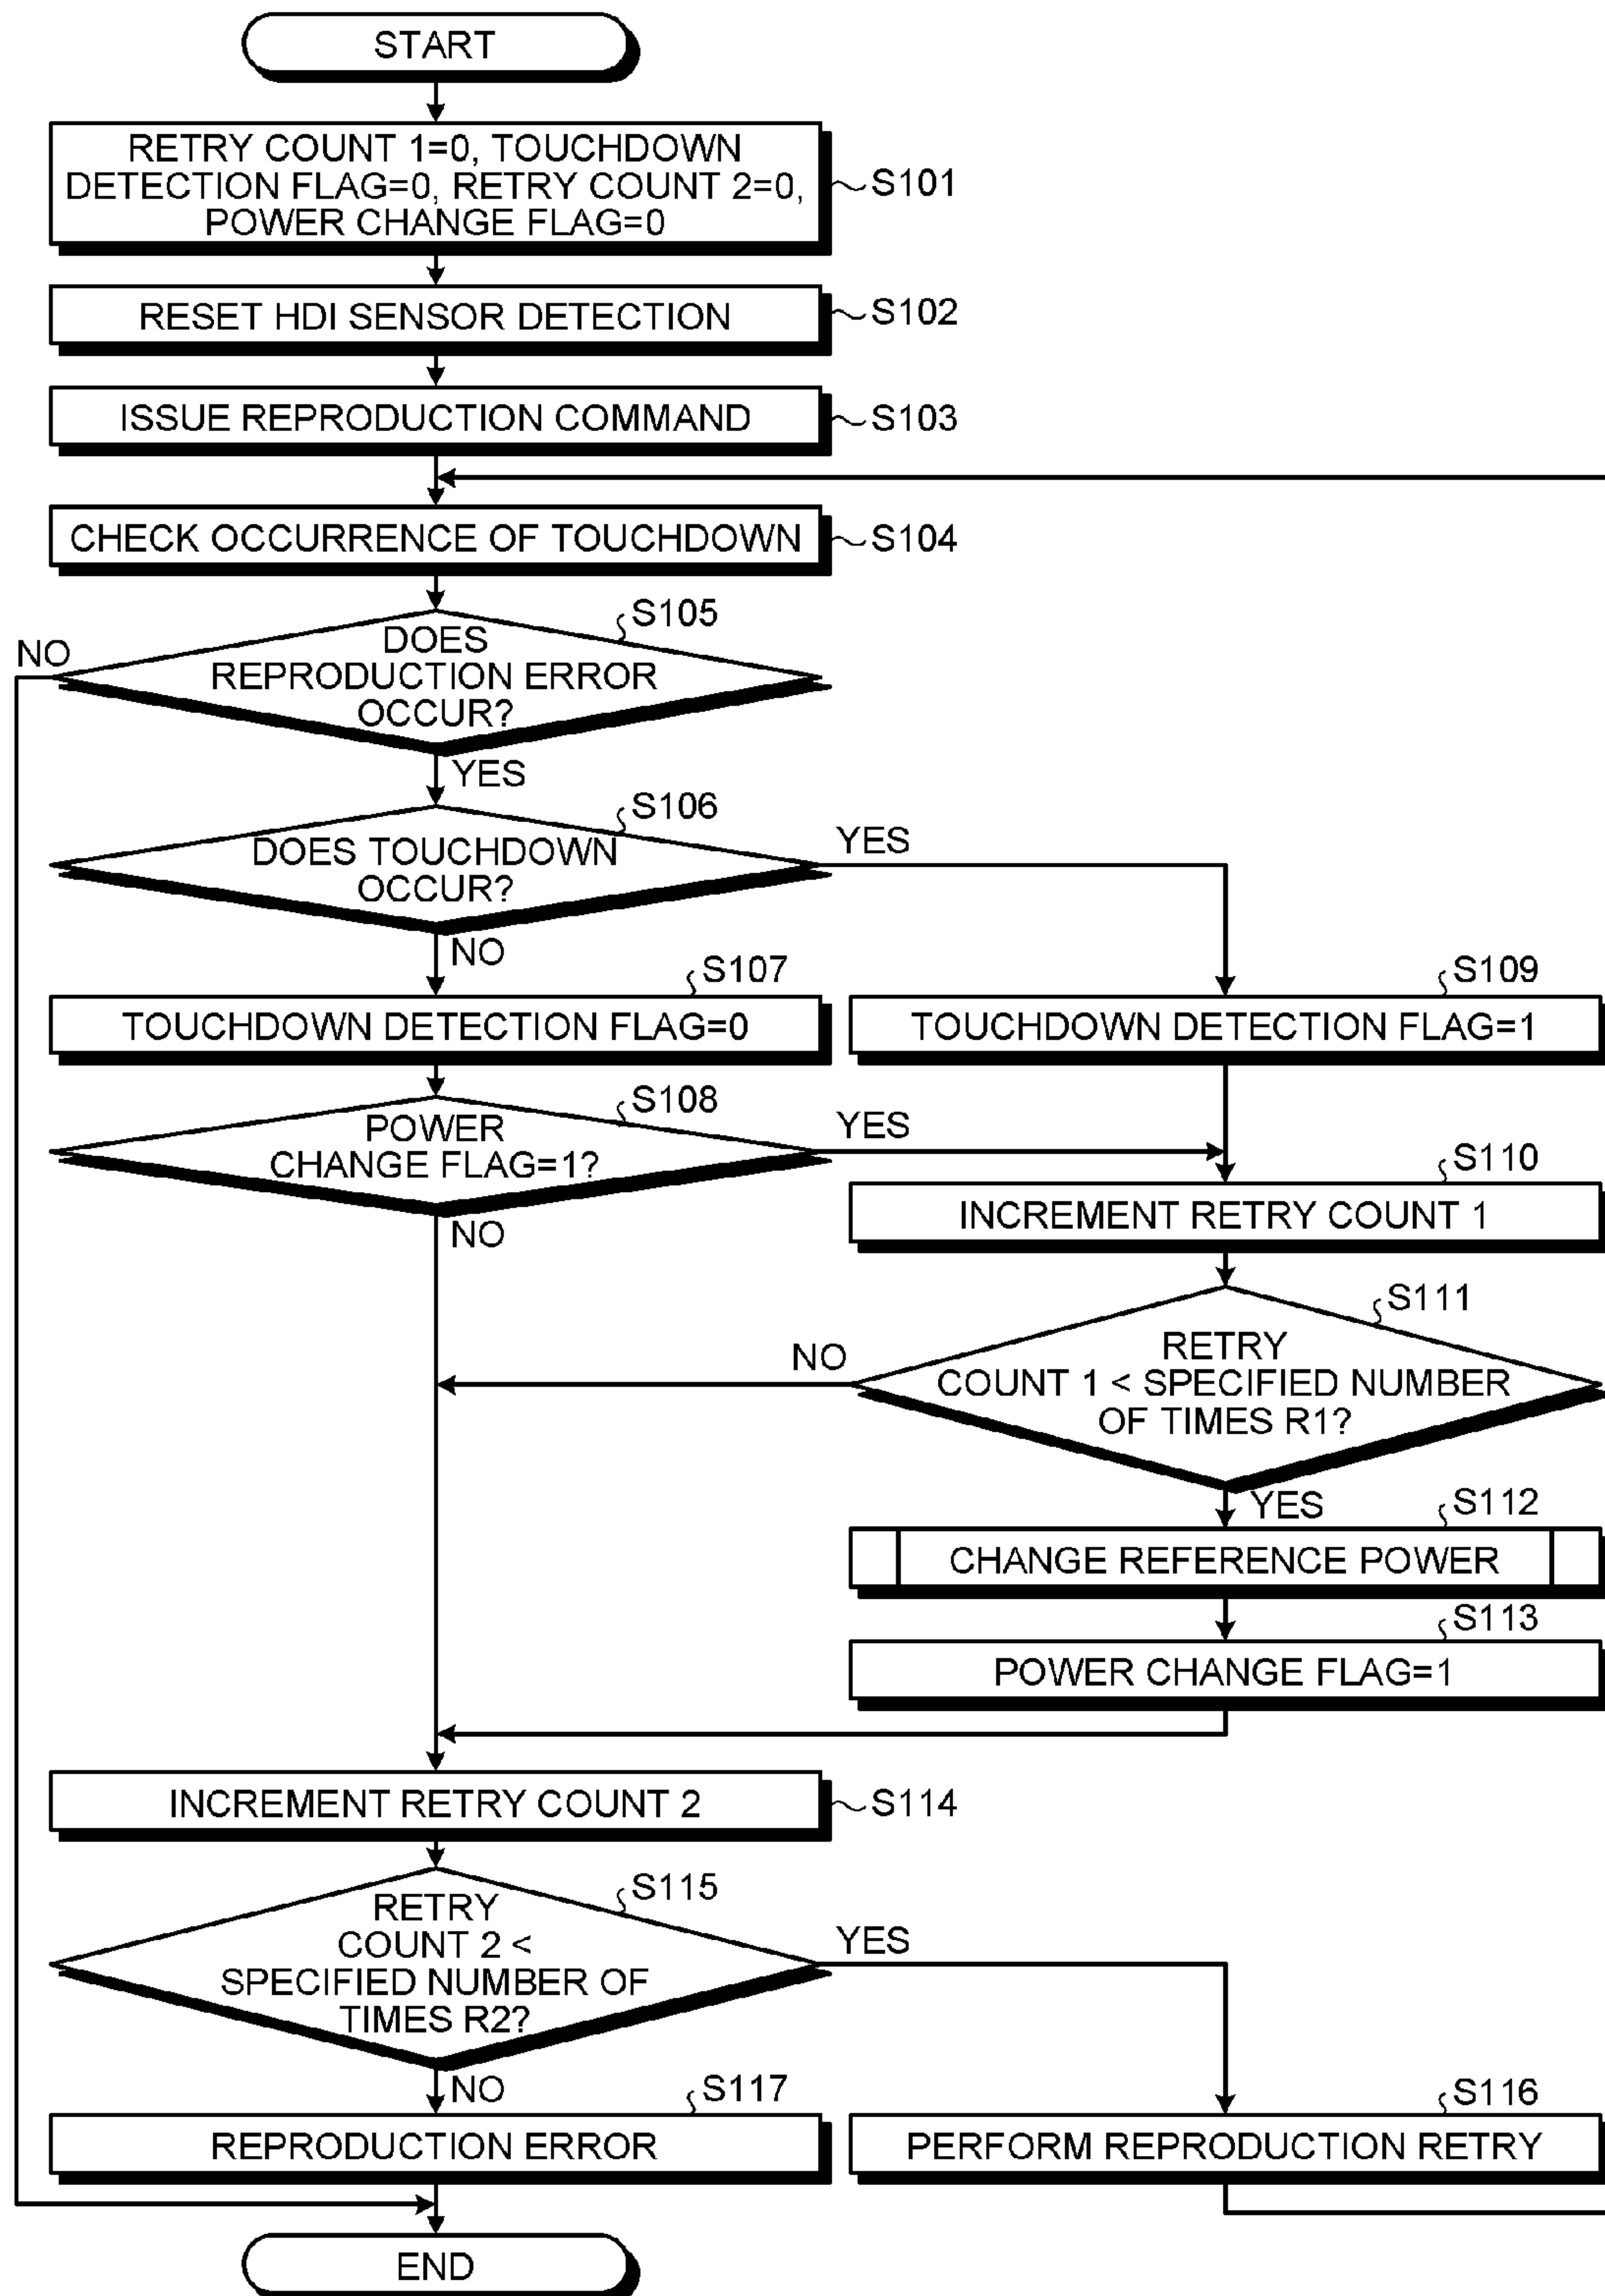 START
RETRY COUNT 1=0, TOUCHDOWN
DETECTION FLAG=0, RETRY COUNT 2=0,
POWER CHANGE FLAG=0
S101
RESET HDI SENSOR DETECTION
S102
ISSUE REPRODUCTION COMMAND
S103
CHECK OCCURRENCE OF TOUCHDOWN
S104
S105
DOES
REPRODUCTION ERROR
OCCUR?
NO
YES
S106
DOES TOUCHDOWN
OCCUR?
YES
NO
S107
TOUCHDOWN DETECTION FLAG=0
S109
TOUCHDOWN DETECTION FLAG=1
S108
POWER
CHANGE FLAG=1?
YES
NO
S110
INCREMENT RETRY COUNT 1
S111
RETRY
COUNT 1 < SPECIFIED NUMBER
OF TIMES R1?
NO
YES
S112
CHANGE REFERENCE POWER
S113
POWER CHANGE FLAG=1
INCREMENT RETRY COUNT 2
S114
S115
RETRY
COUNT 2 <
SPECIFIED NUMBER OF
TIMES R2?
YES
NO
S117
REPRODUCTION ERROR
S116
PERFORM REPRODUCTION RETRY
END